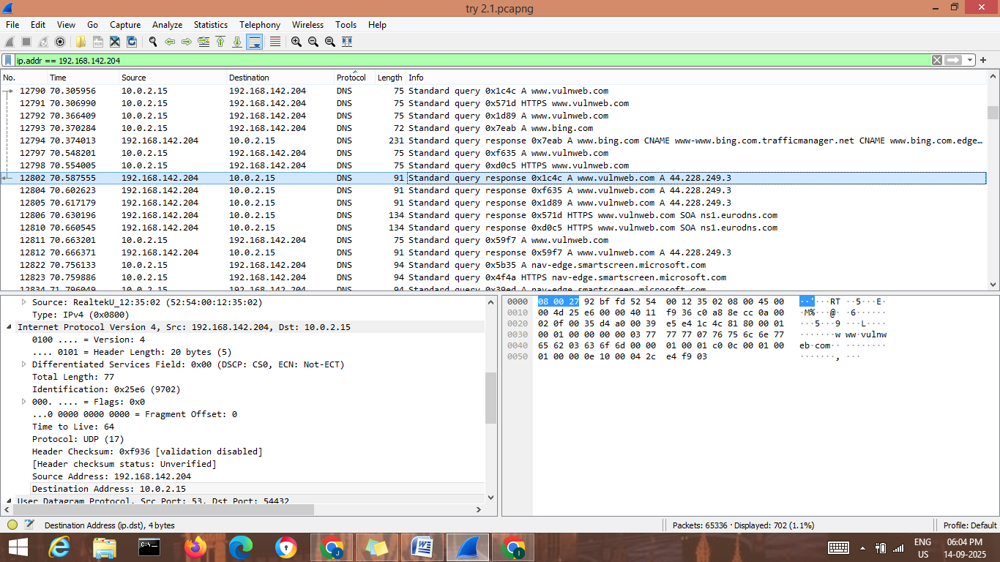 try 2.1.pcapng
File Edit View Go Capture Analyze Statistics Telephony Wireless Tools Help
ip.addr == 192.168.142.204
No. Time Source Destination Protocol Length Info
12790 70.305956 10.0.2.15 192.168.142.204 DNS 75 Standard query 0x1c4c A www.vulnweb.com
12791 70.306990 10.0.2.15 192.168.142.204 DNS 75 Standard query 0x571d HTTPS www.vulnweb.com
12792 70.366409 10.0.2.15 192.168.142.204 DNS 75 Standard query 0x1d89 A www.vulnweb.com
12793 70.370284 10.0.2.15 192.168.142.204 DNS 72 Standard query 0x7eab A www.bing.com
12794 70.374013 192.168.142.204 10.0.2.15 DNS 231 Standard query response 0x7eab A www.bing.com CNAME www-www.bing.com.trafficmanager.net CNAME www.bing.com.edge…
12797 70.548201 10.0.2.15 192.168.142.204 DNS 75 Standard query 0xf635 A www.vulnweb.com
12798 70.554005 10.0.2.15 192.168.142.204 DNS 75 Standard query 0xd0c5 HTTPS www.vulnweb.com
12802 70.587555 192.168.142.204 10.0.2.15 DNS 91 Standard query response 0x1c4c A www.vulnweb.com A 44.228.249.3
12804 70.602623 192.168.142.204 10.0.2.15 DNS 91 Standard query response 0xf635 A www.vulnweb.com A 44.228.249.3
12805 70.617179 192.168.142.204 10.0.2.15 DNS 91 Standard query response 0x1d89 A www.vulnweb.com A 44.228.249.3
12806 70.630196 192.168.142.204 10.0.2.15 DNS 134 Standard query response 0x571d HTTPS www.vulnweb.com SOA ns1.eurodns.com
12810 70.660545 192.168.142.204 10.0.2.15 DNS 134 Standard query response 0xd0c5 HTTPS www.vulnweb.com SOA ns1.eurodns.com
12811 70.663201 10.0.2.15 192.168.142.204 DNS 75 Standard query 0x59f7 A www.vulnweb.com
12812 70.666371 192.168.142.204 10.0.2.15 DNS 91 Standard query response 0x59f7 A www.vulnweb.com A 44.228.249.3
12822 70.756133 10.0.2.15 192.168.142.204 DNS 94 Standard query 0x5b35 A nav-edge.smartscreen.microsoft.com
12823 70.759886 10.0.2.15 192.168.142.204 DNS 94 Standard query 0x4f4a HTTPS nav-edge.smartscreen.microsoft.com
12834 71.796049 10.0.2.15 192.168.142.204 DNS 94 Standard query 0x39ed A nav-edge.smartscreen.microsoft.com
Source: RealtekU_12:35:02 (52:54:00:12:35:02)
Type: IPv4 (0x0800)
Internet Protocol Version 4, Src: 192.168.142.204, Dst: 10.0.2.15
0100 .... = Version: 4
.... 0101 = Header Length: 20 bytes (5)
Differentiated Services Field: 0x00 (DSCP: CS0, ECN: Not-ECT)
Total Length: 77
Identification: 0x25e6 (9702)
000. .... = Flags: 0x0
...0 0000 0000 0000 = Fragment Offset: 0
Time to Live: 64
Protocol: UDP (17)
Header Checksum: 0xf936 [validation disabled]
[Header checksum status: Unverified]
Source Address: 192.168.142.204
Destination Address: 10.0.2.15
User Datagram Protocol, Src Port: 53, Dst Port: 54432
0000 08 00 27 92 bf fd 52 54 00 12 35 02 08 00 45 00 ··'···RT ··5···E·
0010 00 4d 25 e6 00 00 40 11 f9 36 c0 a8 8e cc 0a 00 ·M%···@· ·6······
0020 02 0f 00 35 d4 a0 00 39 e5 e4 1c 4c 81 80 00 01 ···5···9 ···L····
0030 00 01 00 00 00 00 03 77 77 77 07 76 75 6c 6e 77 ·······w ww·vulnw
0040 65 62 03 63 6f 6d 00 00 01 00 01 c0 0c 00 01 00 eb·com·· ········
0050 01 00 00 0e 10 00 04 2c e4 f9 03 ·······, ···
Destination Address (ip.dst), 4 bytes
Packets: 65336 · Displayed: 702 (1.1%)
Profile: Default
ENG
US
06:04 PM
14-09-2025